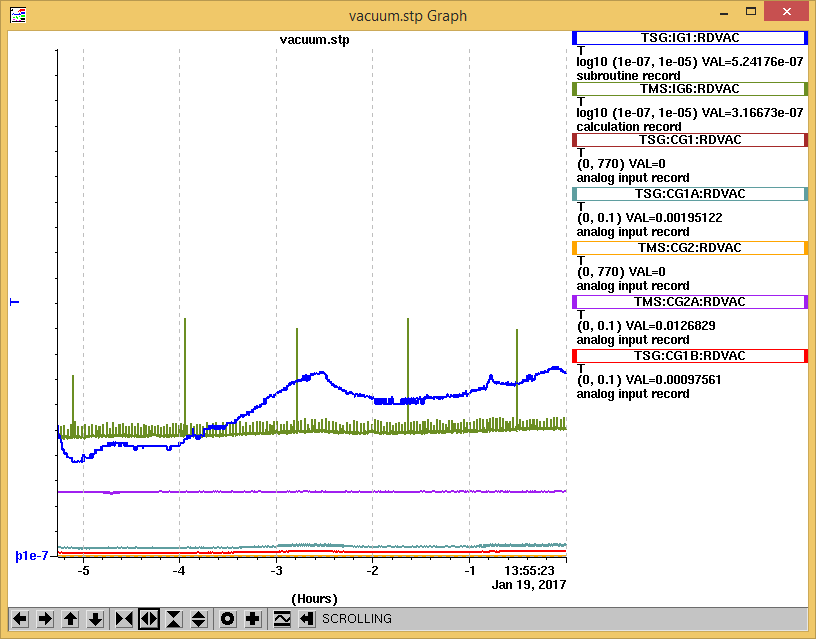 vacuum.stp Graph
vacuum.stp
TSG:IG1:RDVAC
T
log10 (1e-07, 1e-05) VAL=5.24176e-07
subroutine record
TMS:IG6:RDVAC
T
log10 (1e-07, 1e-05) VAL=3.16673e-07
calculation record
TSG:CG1:RDVAC
T
(0, 770) VAL=0
analog input record
TSG:CG1A:RDVAC
T
(0, 0.1) VAL=0.00195122
analog input record
TMS:CG2:RDVAC
T
(0, 770) VAL=0
analog input record
TMS:CG2A:RDVAC
T
(0, 0.1) VAL=0.0126829
analog input record
TSG:CG1B:RDVAC
T
(0, 0.1) VAL=0.00097561
analog input record
T
1e-7
-5 -4 -3 -2 -1 13:55:23
Jan 19, 2017
(Hours)
SCROLLING